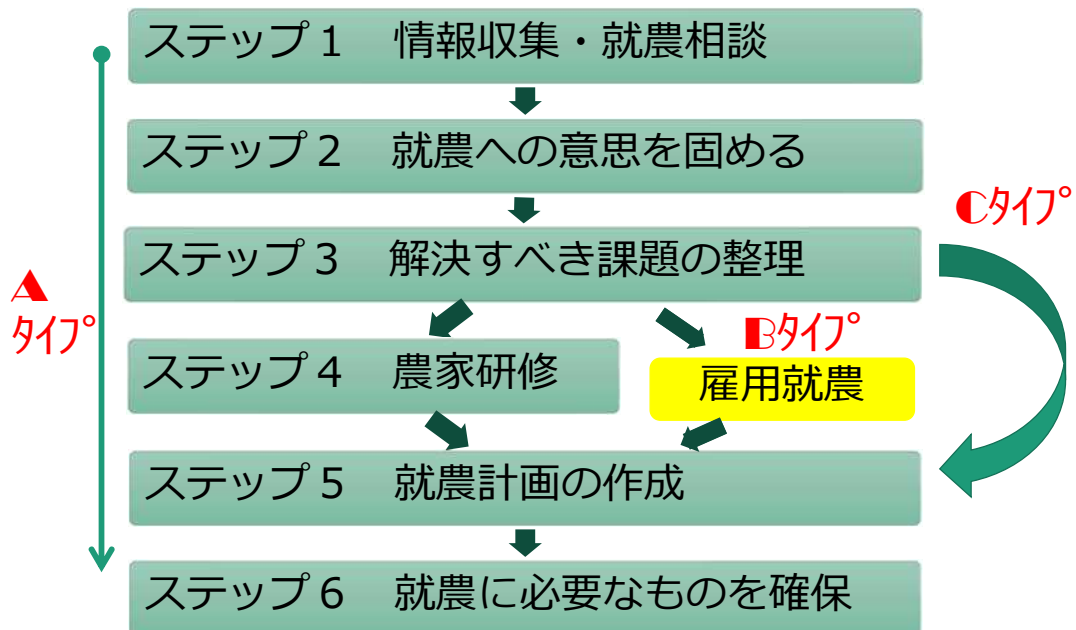 ステップ１　情報収集・就農相談
ステップ２　就農への意思を固める
ステップ３　解決すべき課題の整理
Cﾀｲﾌﾟ
A
ﾀｲﾌﾟ
Bﾀｲﾌﾟ
ステップ４　農家研修
雇用就農
ステップ５　就農計画の作成
ステップ６　就農に必要なものを確保